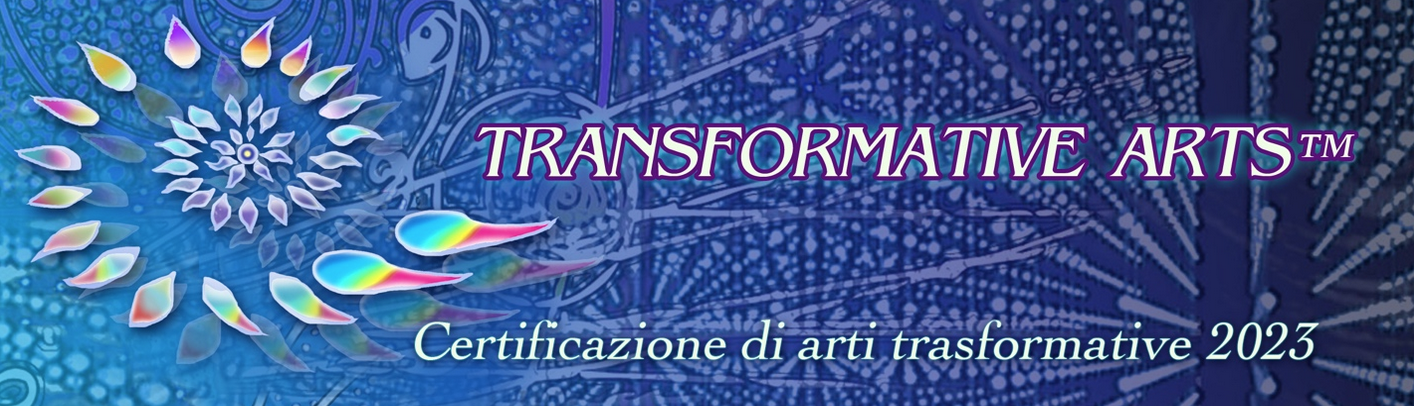 TRANSFORMATIVE ARTS™
Certificazione di arti trasformative 2023